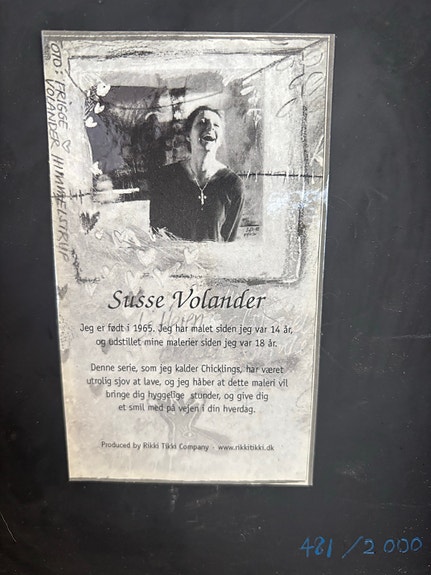 OTTO: FRIGGE ♡
VOLANDER HIMMELSTRUP
Susse Volander
Jeg er født i 1965. Jeg har malet siden jeg var 14 år,
og udstillet mine malerier siden jeg var 18 år.
Denne serie, som jeg kalder Chicklings, har været
utrolig sjov at lave, og jeg håber at dette maleri vil
bringe dig hyggelige stunder, og give dig
et smil med på vejen i din hverdag.
Produced by Rikki Tikki Company · www.rikkitikki.dk
481/2000